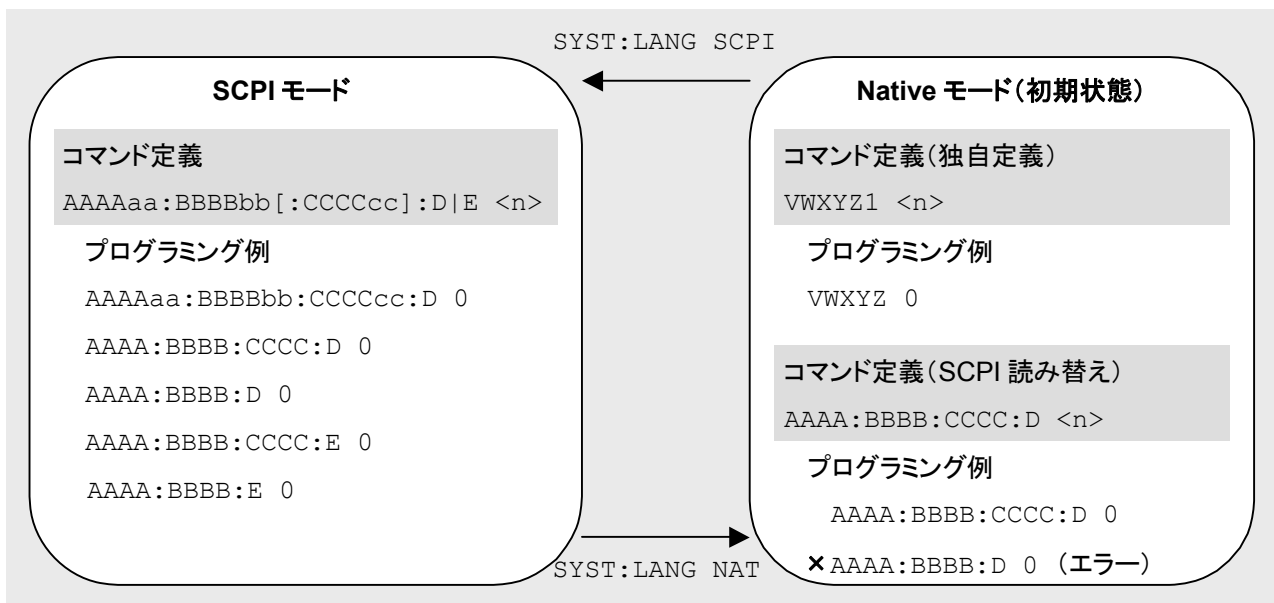 SYST:LANG SCPI
SCPI モード
コマンド定義
AAAAaa:BBBBbb[:CCCCcc]:D|E <n>
プログラミング例
AAAAaa:BBBBbb:CCCCcc:D 0
AAAA:BBBB:CCCC:D 0
AAAA:BBBB:D 0
AAAA:BBBB:CCCC:E 0
AAAA:BBBB:E 0
Native モード(初期状態)
コマンド定義(独自定義)
VWXYZ1 <n>
プログラミング例
VWXYZ 0
コマンド定義(SCPI 読み替え)
AAAA:BBBB:CCCC:D <n>
プログラミング例
AAAA:BBBB:CCCC:D 0
×AAAA:BBBB:D 0 (エラー)
SYST:LANG NAT